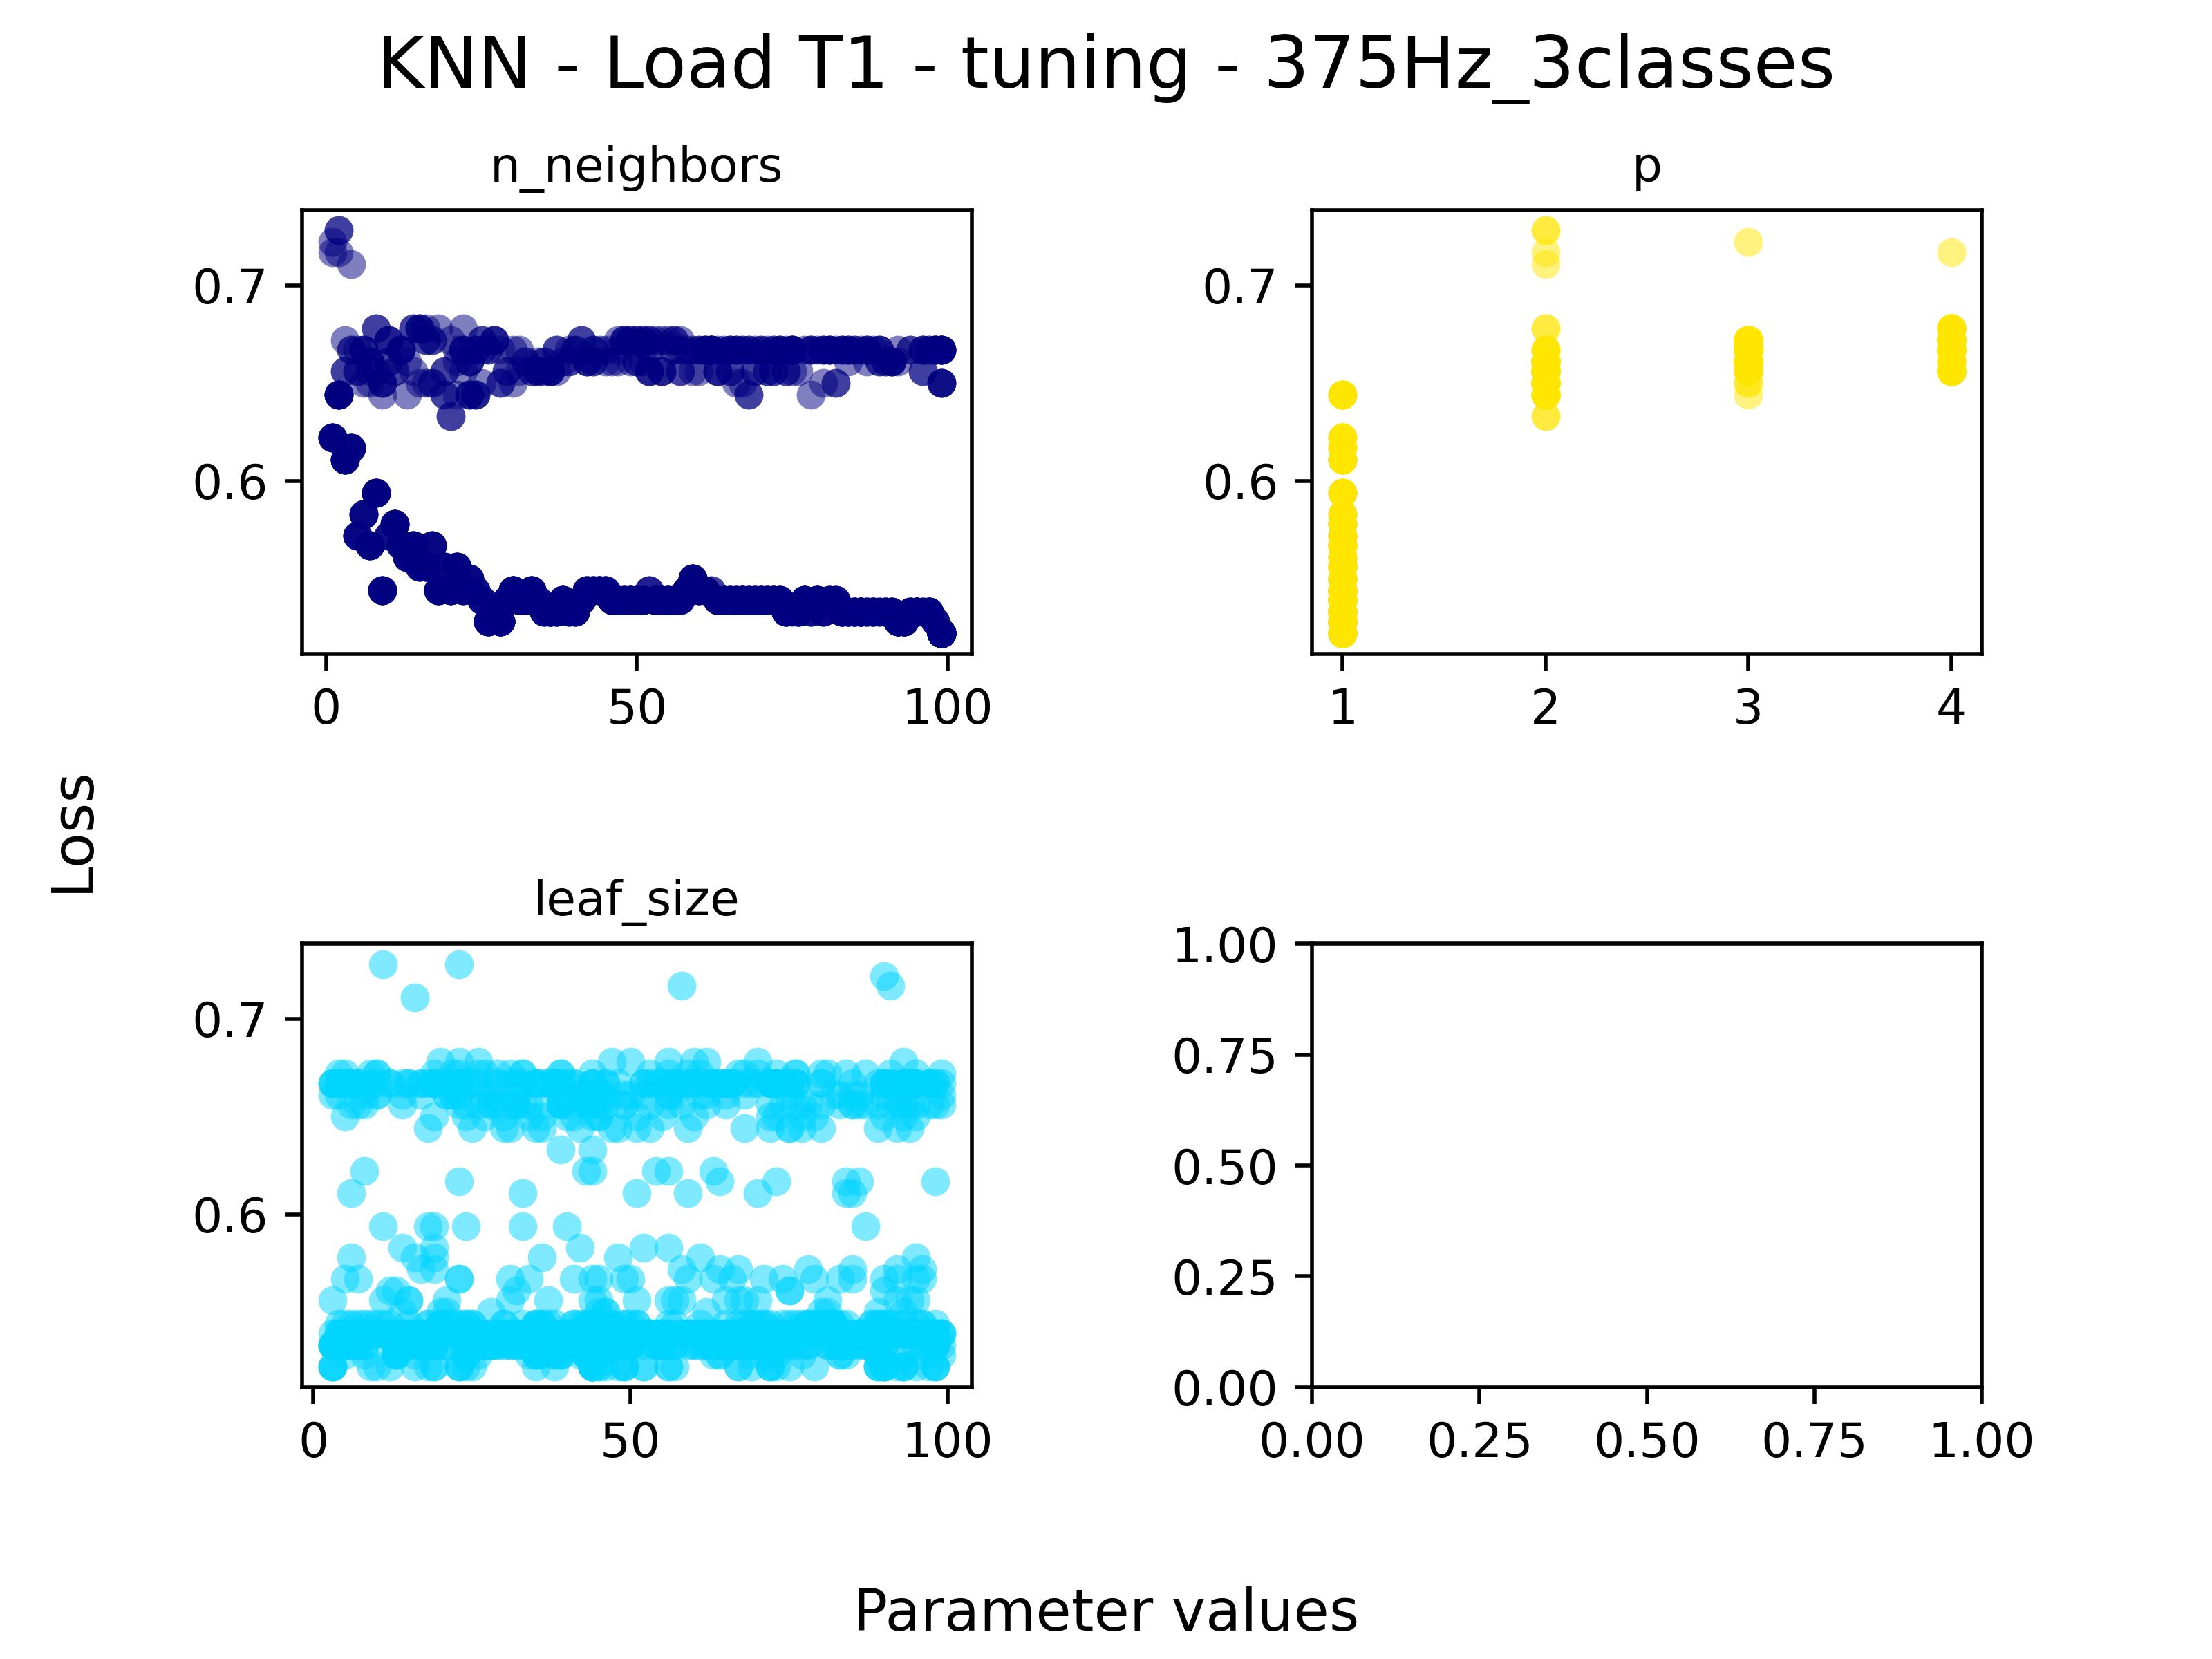 KNN - Load T1 - tuning - 375Hz_3classes
n_neighbors
0.7
0.6
0 50 100
p
0.7
0.6
1 2 3 4
Loss
leaf_size
0.7
0.6
0 50 100
1.00
0.75
0.50
0.25
0.00
0.00 0.25 0.50 0.75 1.00
Parameter values